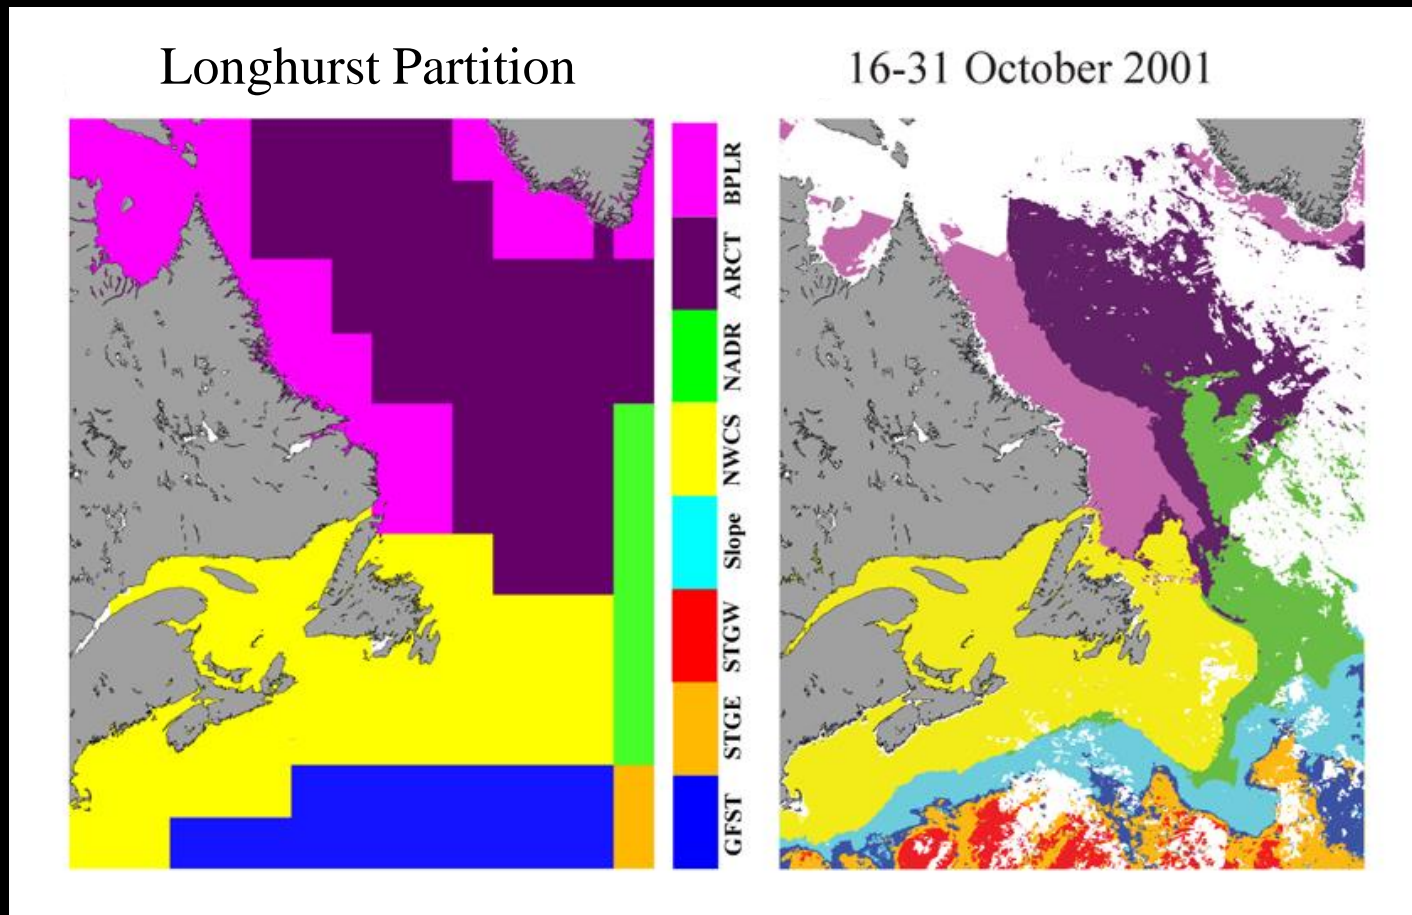 Longhurst Partition
16-31 October 2001
BPLR
ARCT
NADR
NWCS
Slope
STGW
STGE
GFST